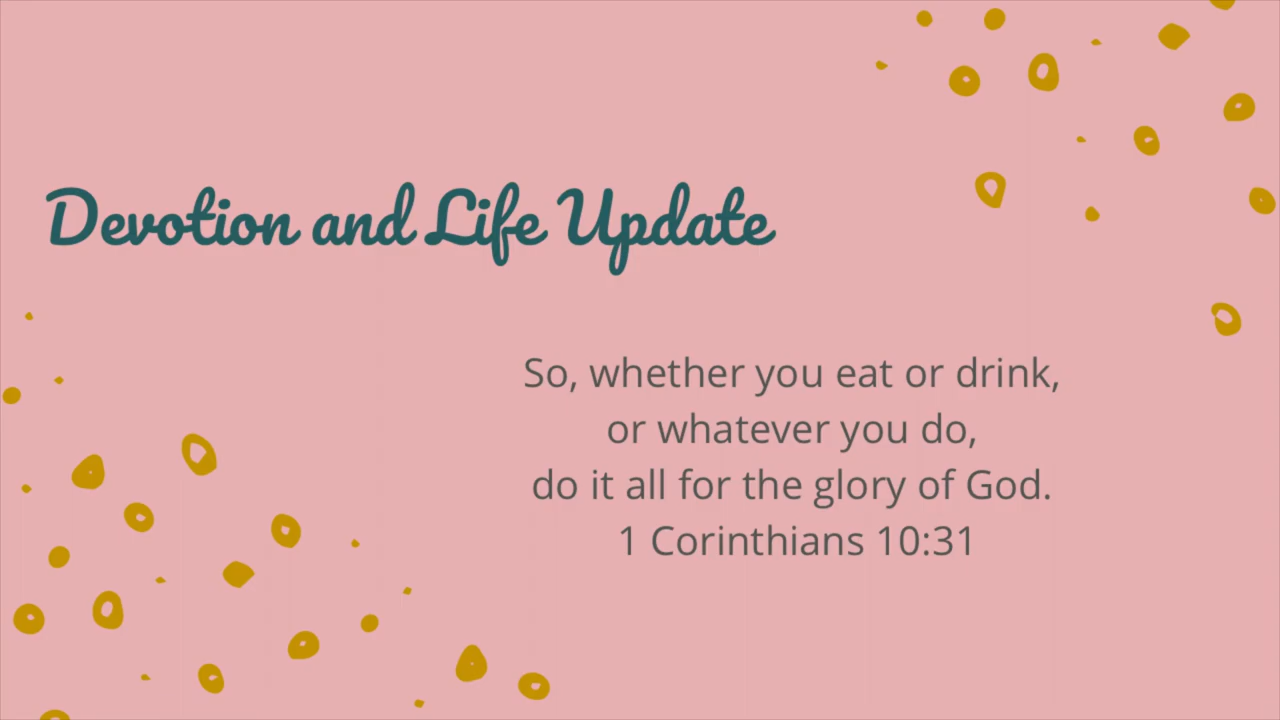 Devotion and Life Update
So, whether you eat or drink,
or whatever you do,
do it all for the glory of God.
1 Corinthians 10:31